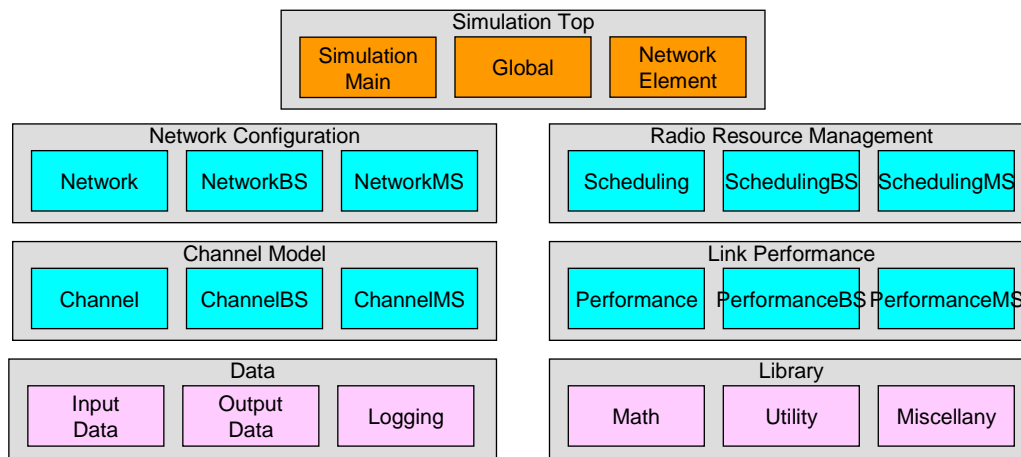 Simulation Top
Simulation
Main
Global
Network
Element
Network Configuration
Network
NetworkBS
NetworkMS
Radio Resource Management
Scheduling
SchedulingBS
SchedulingMS
Channel Model
Channel
ChannelBS
ChannelMS
Link Performance
Performance
PerformanceBS
PerformanceMS
Data
Input
Data
Output
Data
Logging
Library
Math
Utility
Miscellany